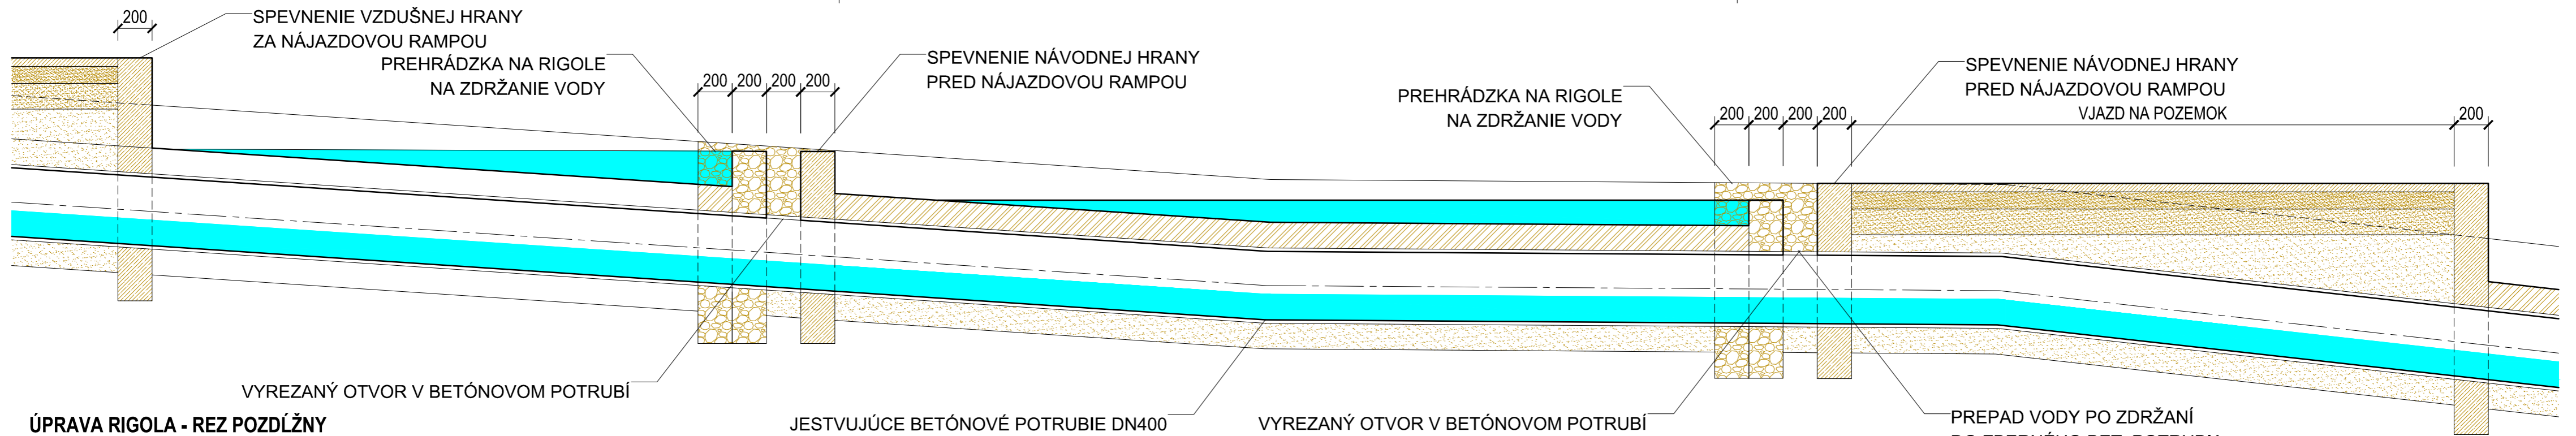 200
SPEVNENIE VZDUŠNEJ HRANY
ZA NÁJAZDOVOU RAMPOU
PREHRÁDZKA NA RIGOLE
NA ZDRŽANIE VODY
200 200 200 200
SPEVNENIE NÁVODNEJ HRANY
PRED NÁJAZDOVOU RAMPOU
PREHRÁDZKA NA RIGOLE
NA ZDRŽANIE VODY
200 200 200 200
SPEVNENIE NÁVODNEJ HRANY
PRED NÁJAZDOVOU RAMPOU
VJAZD NA POZEMOK
200
VYREZANÝ OTVOR V BETÓNOVOM POTRUBÍ
JESTVUJÚCE BETÓNOVÉ POTRUBIE DN400
VYREZANÝ OTVOR V BETÓNOVOM POTRUBÍ
PREPAD VODY PO ZDRŽANÍ
ÚPRAVA RIGOLA - REZ POZDĹŽNY